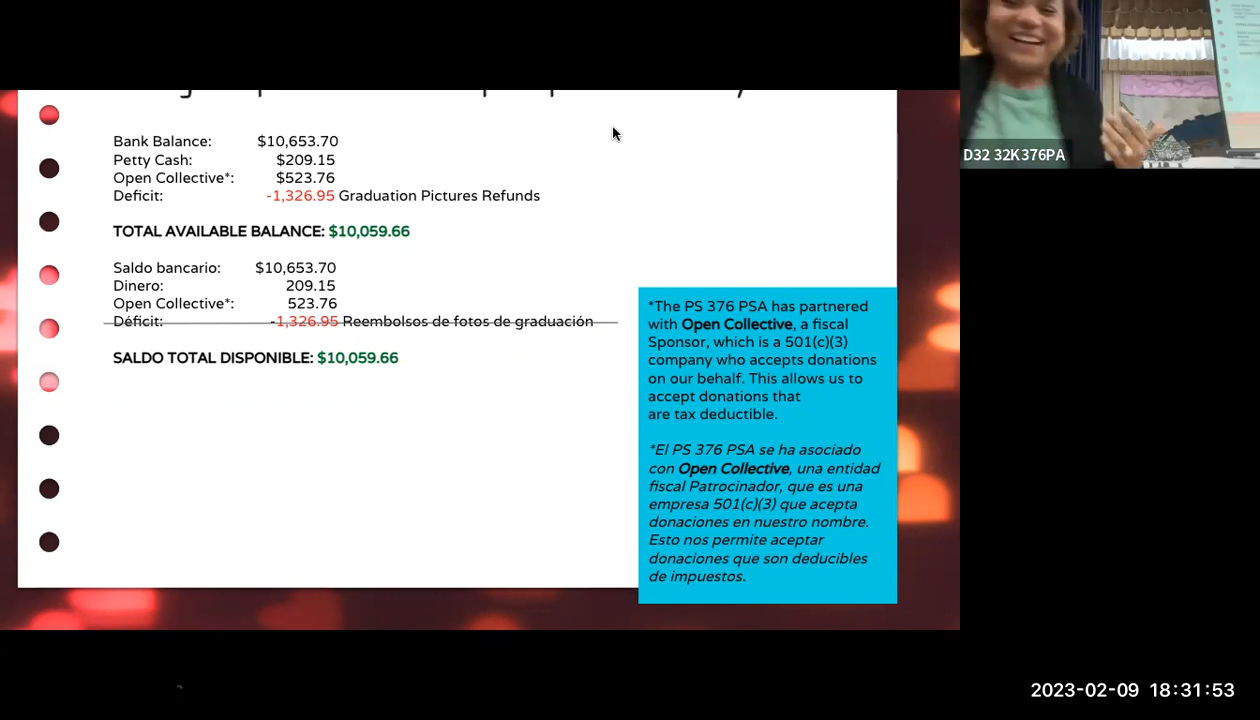 Bank Balance: $10,653.70
Petty Cash: $209.15
Open Collective*: $523.76
Deficit: -1,326.95 Graduation Pictures Refunds
TOTAL AVAILABLE BALANCE: $10,059.66
Saldo bancario: $10,653.70
Dinero: 209.15
Open Collective*: 523.76
Déficit: -1,326.95 Reembolsos de fotos de graduación
SALDO TOTAL DISPONIBLE: $10,059.66
*The PS 376 PSA has partnered
with Open Collective, a fiscal
Sponsor, which is a 501(c)(3)
company who accepts donations
on our behalf. This allows us to
accept donations that
are tax deductible.
*El PS 376 PSA se ha asociado
con Open Collective, una entidad
fiscal Patrocinador, que es una
empresa 501(c)(3) que acepta
donaciones en nuestro nombre.
Esto nos permite aceptar
donaciones que son deducibles
de impuestos.
D32 32K376PA
2023-02-09 18:31:53